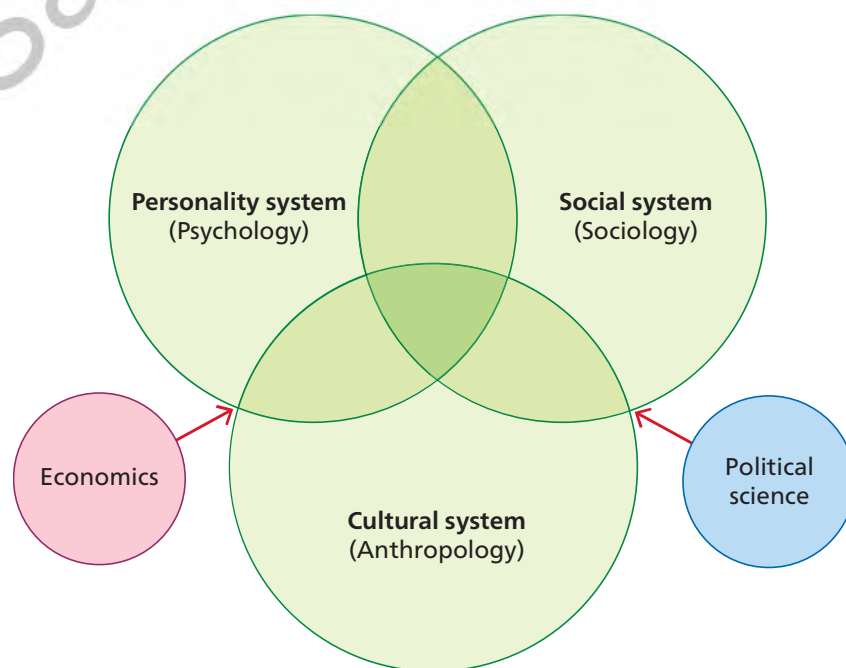 Personality system
(Psychology)
Social system
(Sociology)
Economics
Political
science
Cultural system
(Anthropology)